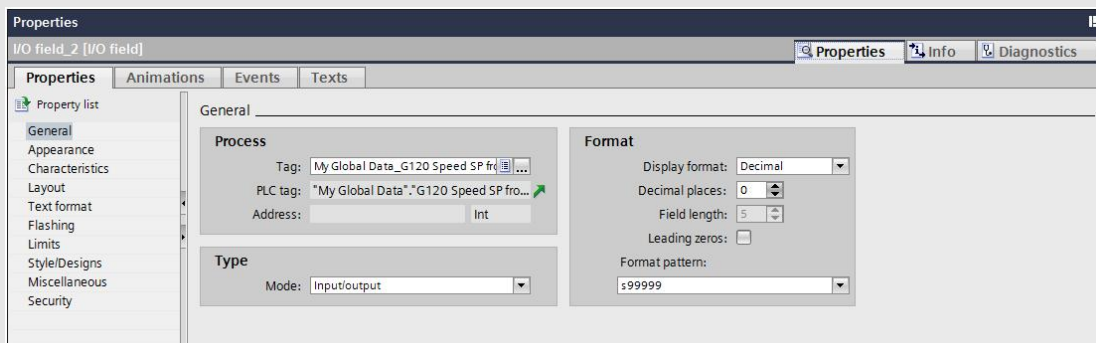 Properties
I/O field_2 [I/O field]
Properties Info Diagnostics
Properties Animations Events Texts
Property list
General
Appearance
Characteristics
Layout
Text format
Flashing
Limits
Style/Designs
Miscellaneous
Security
General
Process
Tag: My Global Data_G120 Speed SP fro ...
PLC tag: "My Global Data"."G120 Speed SP fro...
Address: Int
Type
Mode: Input/output
Format
Display format: Decimal
Decimal places: 0
Field length: 5
Leading zeros:
Format pattern:
s99999